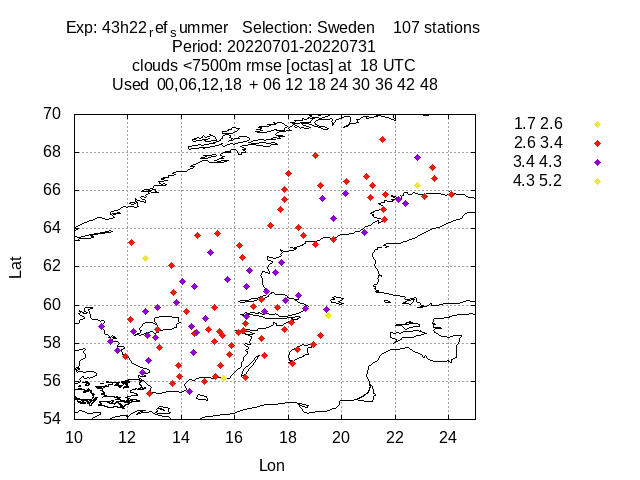 Exp: 43h22refsummer Selection: Sweden 107 stations
Period: 20220701-20220731
clouds <7500m rmse [octas] at 18 UTC
Used 00,06,12,18 + 06 12 18 24 30 36 42 48
1.7 2.6
2.6 3.4
3.4 4.3
4.3 5.2
70
68
66
64
62
60
58
56
54
Lat
10 12 14 16 18 20 22 24
Lon